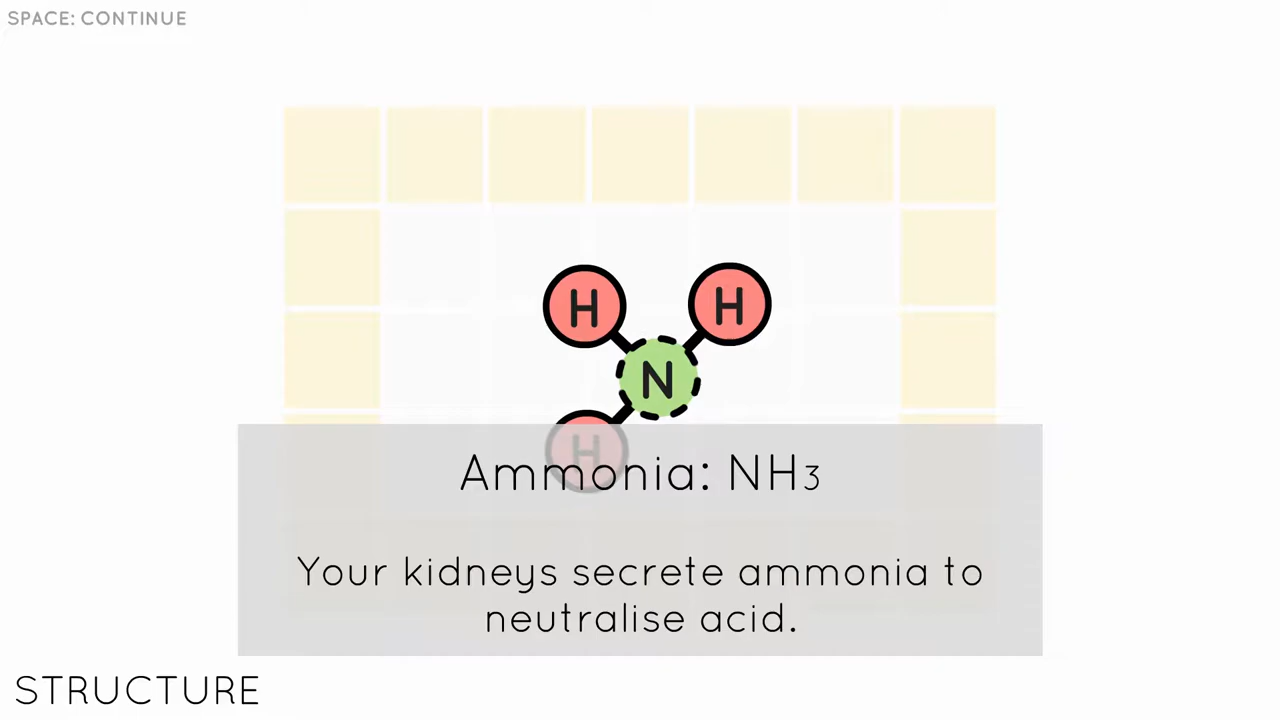 SPACE: CONTINUE
H H
N
H
Ammonia: NH₃
Your kidneys secrete ammonia to
neutralise acid.
STRUCTURE